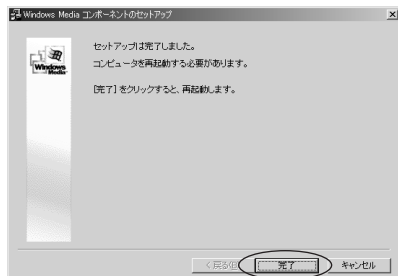 Windows Media コンポーネントのセットアップ
Windows
Media
セットアップは完了しました。
コンピュータを再起動する必要があります。
[完了] をクリックすると、再起動します。
< 戻る(B)
完了
キャンセル